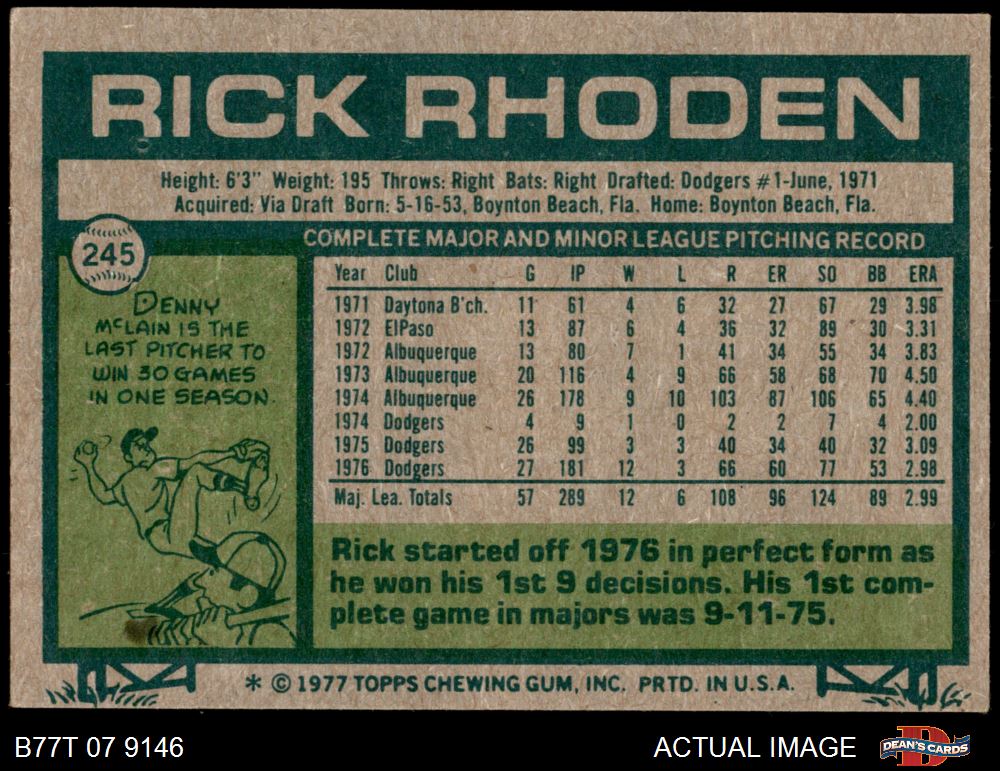 RICK RHODEN
Height: 6'3" Weight: 195 Throws: Right Bats: Right Drafted: Dodgers #1-June, 1971
Acquired: Via Draft Born: 5-16-53, Boynton Beach, Fla. Home: Boynton Beach, Fla.
245
DENNY
McLAIN IS THE
LAST PITCHER TO
WIN 30 GAMES
IN ONE SEASON.
COMPLETE MAJOR AND MINOR LEAGUE PITCHING RECORD
Year Club G IP W L R ER SO BB ERA
1971 Daytona B'ch. 11 61 4 6 32 27 67 29 3.98
1972 ElPaso 13 87 6 4 36 32 89 30 3.31
1972 Albuquerque 13 80 7 1 41 34 55 34 3.83
1973 Albuquerque 20 116 4 9 66 58 68 70 4.50
1974 Albuquerque 26 178 9 10 103 87 106 65 4.40
1974 Dodgers 4 9 1 0 2 2 7 4 2.00
1975 Dodgers 26 99 3 3 40 34 40 32 3.09
1976 Dodgers 27 181 12 3 66 60 77 53 2.98
Maj. Lea. Totals 57 289 12 6 108 96 124 89 2.99
Rick started off 1976 in perfect form as
he won his 1st 9 decisions. His 1st com-
plete game in majors was 9-11-75.
* © 1977 TOPPS CHEWING GUM, INC. PRTD. IN U.S.A.
B77T 07 9146
ACTUAL IMAGE
DEAN'S CARDS